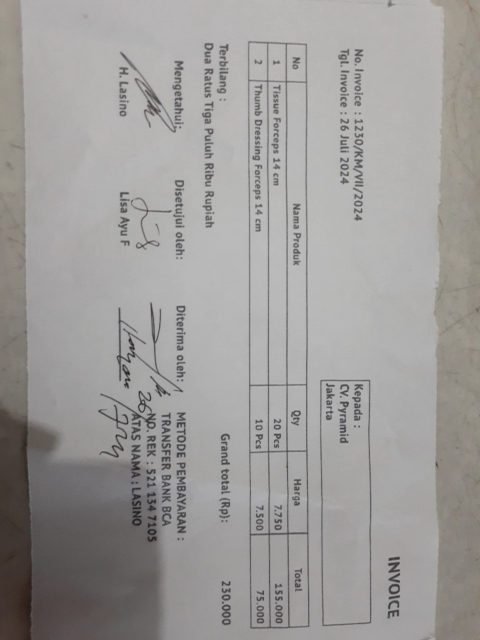 INVOICE
No. Invoice : 1230/KM/VII/2024
Tgl. Invoice : 26 Juli 2024
Kepada :
CV. Pyramid
Jakarta
No Nama Produk Qty Harga Total
1 Tissue Forceps 14 cm 20 Pcs 7.750 155.000
2 Thumb Dressing Forceps 14 cm 10 Pcs 7.500 75.000
Grand total (Rp): 230.000
Terbilang :
Dua Ratus Tiga Puluh Ribu Rupiah
Mengetahui; Disetujui oleh: Diterima oleh:
H. Lasino Lisa Ayu F
METODE PEMBAYARAN :
TRANSFER BANK BCA
NO. REK : 521 134 7105
ATAS NAMA : LASINO